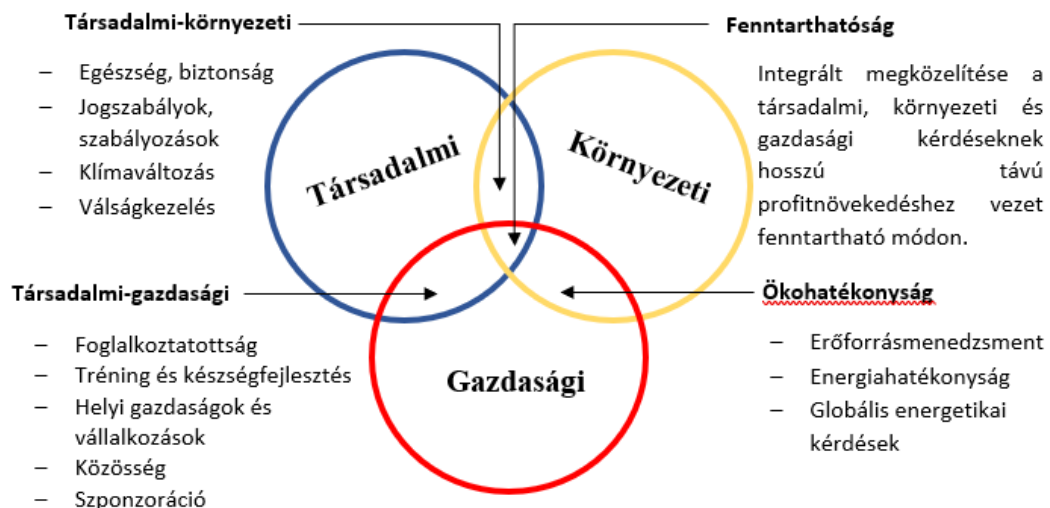 Társadalmi-környezeti
– Egészség, biztonság
– Jogszabályok,
szabályozások
– Klímaváltozás
– Válságkezelés
Fenntarthatóság
Integrált megközelítése a
társadalmi, környezeti és
gazdasági kérdéseknek
hosszú távú
profitnövekedéshez vezet
fenntartható módon.
Társadalmi
Környezeti
Gazdasági
Társadalmi-gazdasági
– Foglalkoztatottság
– Tréning és készségfejlesztés
– Helyi gazdaságok és
vállalkozások
– Közösség
– Szponzoráció
Ökohatékonyság
– Erőforrásmenedzsment
– Energiahatékonyság
– Globális energetikai
kérdések